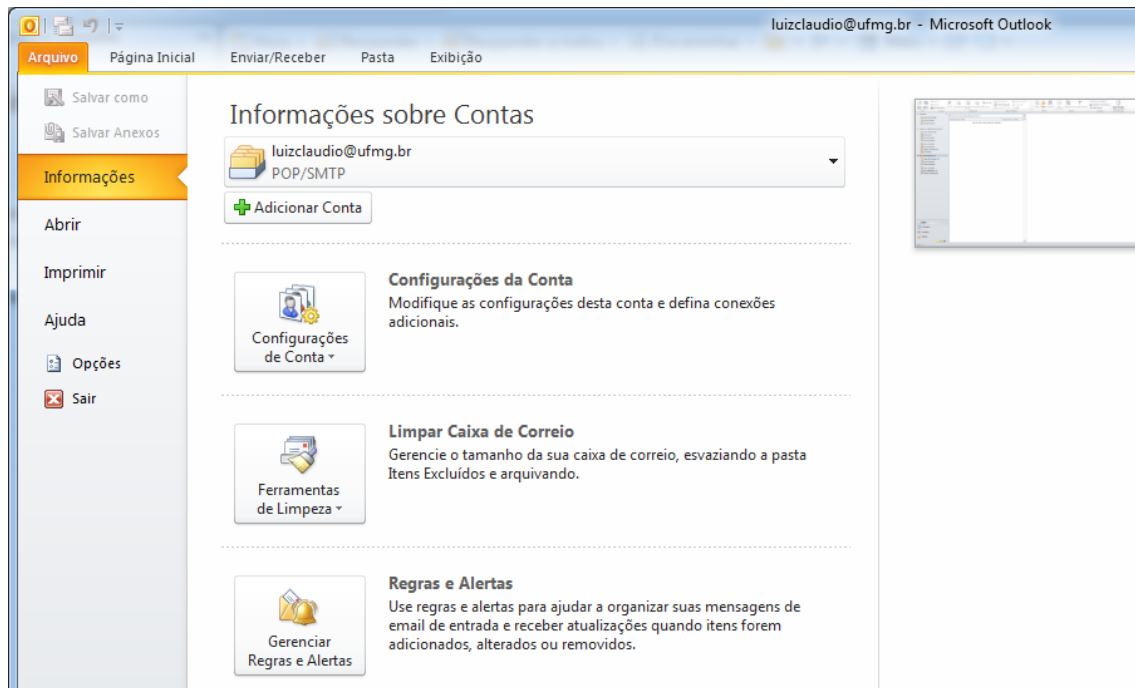 luizclaudio@ufmg.br - Microsoft Outlook
Arquivo Página Inicial Enviar/Receber Pasta Exibição
Salvar como
Salvar Anexos
Informações
Abrir
Imprimir
Ajuda
Opções
Sair
Informações sobre Contas
luizclaudio@ufmg.br
POP/SMTP
Adicionar Conta
Configurações
de Conta
Configurações da Conta
Modifique as configurações desta conta e defina conexões
adicionais.
Ferramentas
de Limpeza
Limpar Caixa de Correio
Gerencie o tamanho da sua caixa de correio, esvaziando a pasta
Itens Excluídos e arquivando.
Gerenciar
Regras e Alertas
Regras e Alertas
Use regras e alertas para ajudar a organizar suas mensagens de
email de entrada e receber atualizações quando itens forem
adicionados, alterados ou removidos.